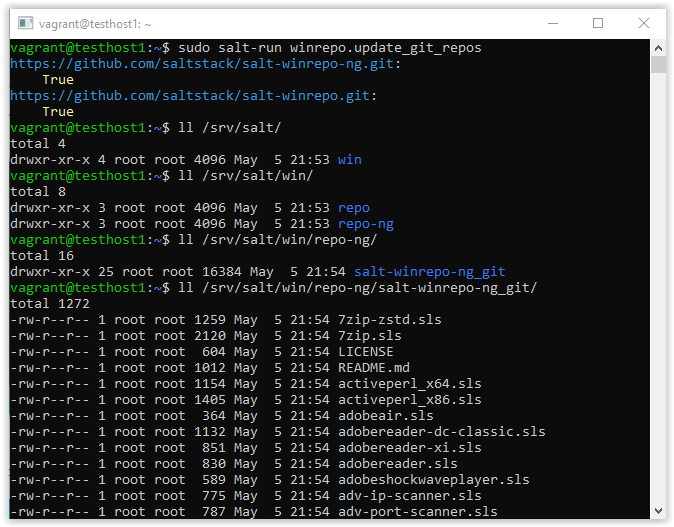 vagrant@testhost1: ~
vagrant@testhost1:~$ sudo salt-run winrepo.update_git_repos
https://github.com/saltstack/salt-winrepo-ng.git:
    True
https://github.com/saltstack/salt-winrepo.git:
    True
vagrant@testhost1:~$ ll /srv/salt/
total 4
drwxr-xr-x 4 root root 4096 May  5 21:53 win
vagrant@testhost1:~$ ll /srv/salt/win/
total 8
drwxr-xr-x 3 root root 4096 May  5 21:53 repo
drwxr-xr-x 3 root root 4096 May  5 21:53 repo-ng
vagrant@testhost1:~$ ll /srv/salt/win/repo-ng/
total 16
drwxr-xr-x 25 root root 16384 May  5 21:54 salt-winrepo-ng_git
vagrant@testhost1:~$ ll /srv/salt/win/repo-ng/salt-winrepo-ng_git/
total 1272
-rw-r--r-- 1 root root 1259 May  5 21:54 7zip-zstd.sls
-rw-r--r-- 1 root root 2120 May  5 21:54 7zip.sls
-rw-r--r-- 1 root root  604 May  5 21:54 LICENSE
-rw-r--r-- 1 root root 1012 May  5 21:54 README.md
-rw-r--r-- 1 root root 1154 May  5 21:54 activeperl_x64.sls
-rw-r--r-- 1 root root 1405 May  5 21:54 activeperl_x86.sls
-rw-r--r-- 1 root root  364 May  5 21:54 adobeair.sls
-rw-r--r-- 1 root root 1132 May  5 21:54 adobereader-dc-classic.sls
-rw-r--r-- 1 root root  851 May  5 21:54 adobereader-xi.sls
-rw-r--r-- 1 root root  830 May  5 21:54 adobereader.sls
-rw-r--r-- 1 root root  589 May  5 21:54 adobeshockwaveplayer.sls
-rw-r--r-- 1 root root  775 May  5 21:54 adv-ip-scanner.sls
-rw-r--r-- 1 root root  787 May  5 21:54 adv-port-scanner.sls